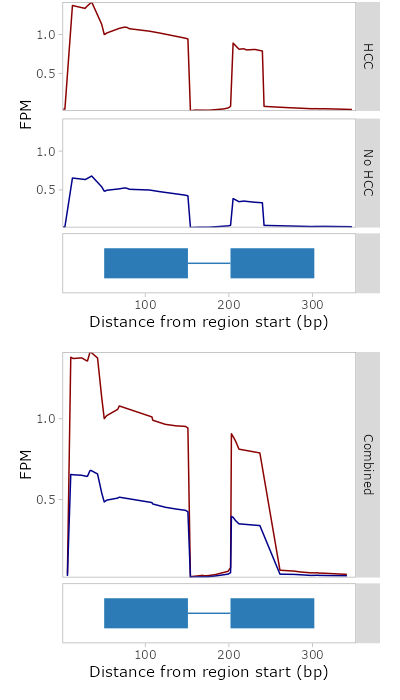 1.0
0.5
HCC
FPM
1.0
0.5
No HCC
100 200 300
Distance from region start (bp)
1.0
0.5
FPM
Combined
100 200 300
Distance from region start (bp)